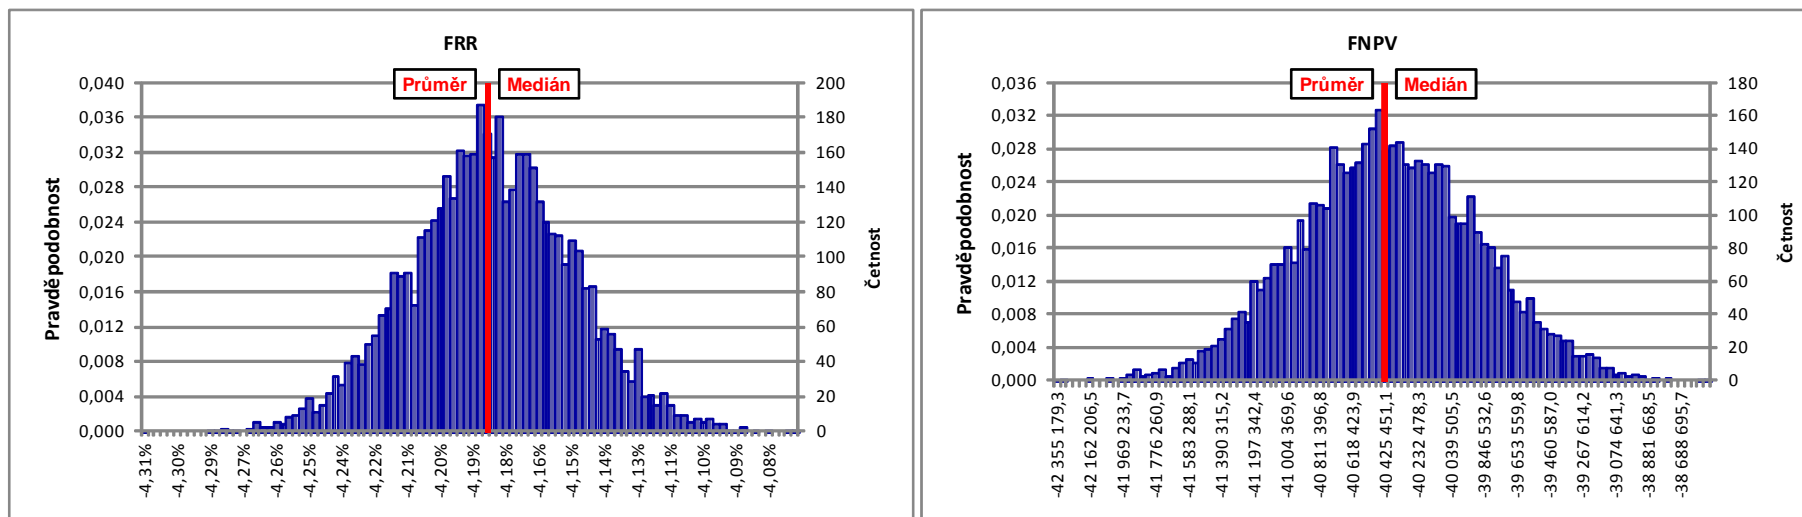 FRR
Průměr
Medián
Pravděpodobnost
0,040
0,036
0,032
0,028
0,024
0,020
0,016
0,012
0,008
0,004
0,000
200
180
160
140
120
100
80
60
40
20
0
Četnost
-4,31%
-4,30%
-4,29%
-4,27%
-4,26%
-4,25%
-4,24%
-4,22%
-4,21%
-4,20%
-4,19%
-4,18%
-4,16%
-4,15%
-4,14%
-4,13%
-4,12%
-4,10%
-4,09%
-4,08%
FNPV
Průměr
Medián
Pravděpodobnost
0,036
0,032
0,028
0,024
0,020
0,016
0,012
0,008
0,004
0,000
180
160
140
120
100
80
60
40
20
0
Četnost
-42 355 179,3
-42 162 206,5
-41 969 233,7
-41 776 260,9
-41 583 288,1
-41 390 315,2
-41 197 342,4
-41 004 369,6
-40 811 396,8
-40 618 423,9
-40 425 451,1
-40 232 478,3
-40 039 505,5
-39 846 532,6
-39 653 559,8
-39 460 587,0
-39 267 614,2
-39 074 641,3
-38 881 668,5
-38 688 695,7